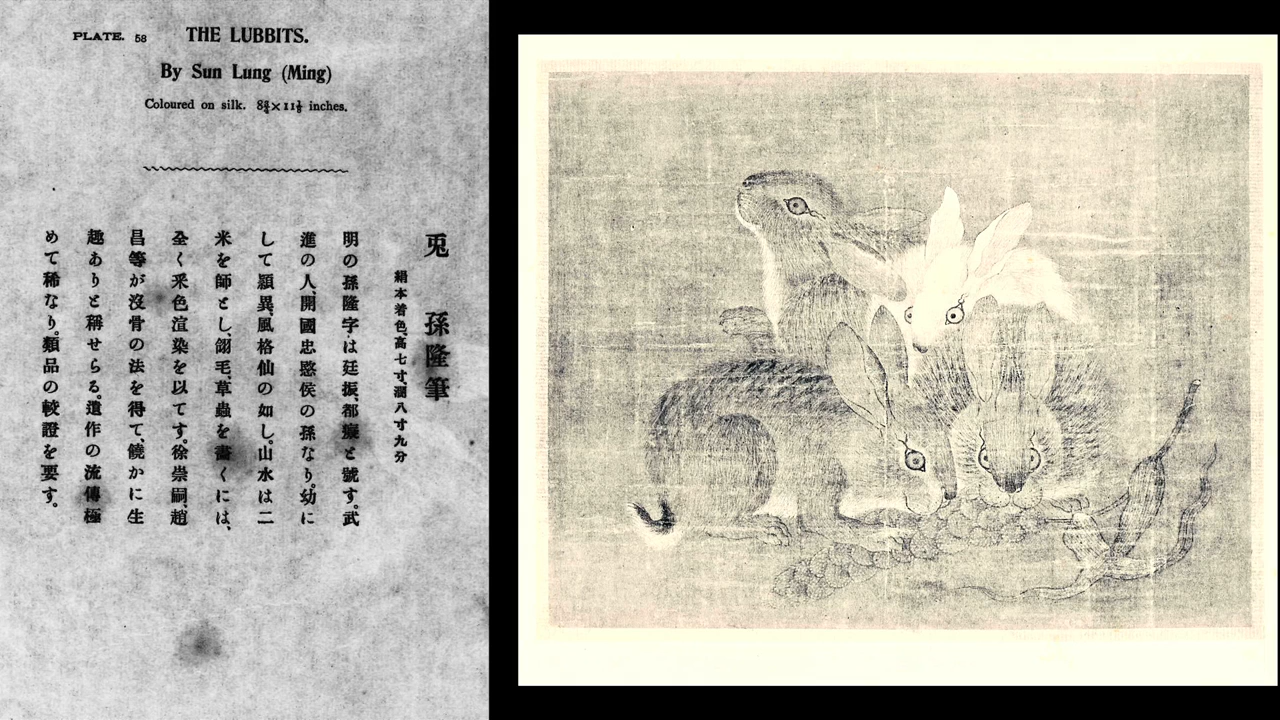 PLATE. 58
THE LUBBITS.
By Sun Lung (Ming)
Coloured on silk. 8¾×11½ inches.
兎 孫隆筆
絹本着色、高七寸、濶八寸九分
明の孫隆字は廷振、都癡と號す。武
進の人、開國忠愍侯の孫なり。幼に
して穎異、風格仙の如し。山水は二
米を師とし、翎毛、草蟲を畫くには、
全く釆色渲染を以てす。徐崇嗣、趙
昌等が沒骨の法を得て、饒かに生
趣ありと稱せらる。遺作の流傳極
めて稀なり。類品の較證を要す。